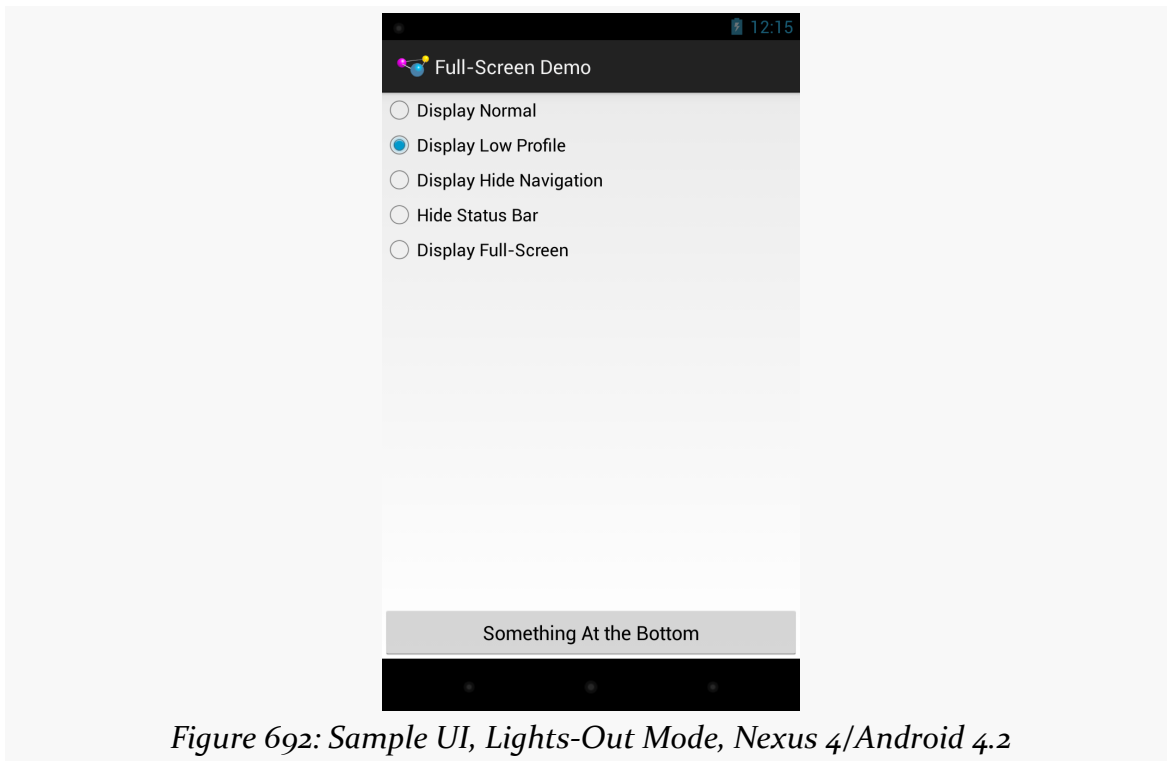 12:15
Full-Screen Demo
Display Normal
Display Low Profile
Display Hide Navigation
Hide Status Bar
Display Full-Screen
Something At the Bottom
Figure 692: Sample UI, Lights-Out Mode, Nexus 4/Android 4.2